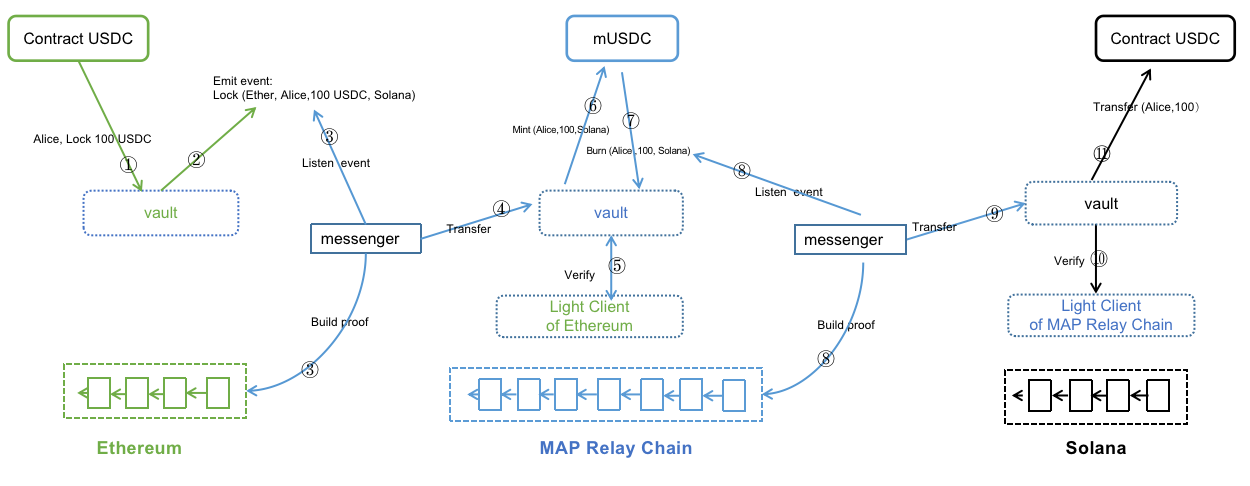 Contract USDC
mUSDC
Contract USDC
Emit event:
Lock (Ether, Alice,100 USDC, Solana)
Alice, Lock 100 USDC
①
②
③
Listen event
⑥
Mint (Alice,100,Solana)
⑦
Burn (Alice,100, Solana)
⑧
Listen event
Transfer (Alice,100)
⑪
vault
④
Transfer
vault
⑨
Transfer
vault
messenger
messenger
⑤
Verify
⑩
Verify
Light Client
of Ethereum
Light Client
of MAP Relay Chain
Build proof
③
Build proof
⑧
Ethereum
MAP Relay Chain
Solana